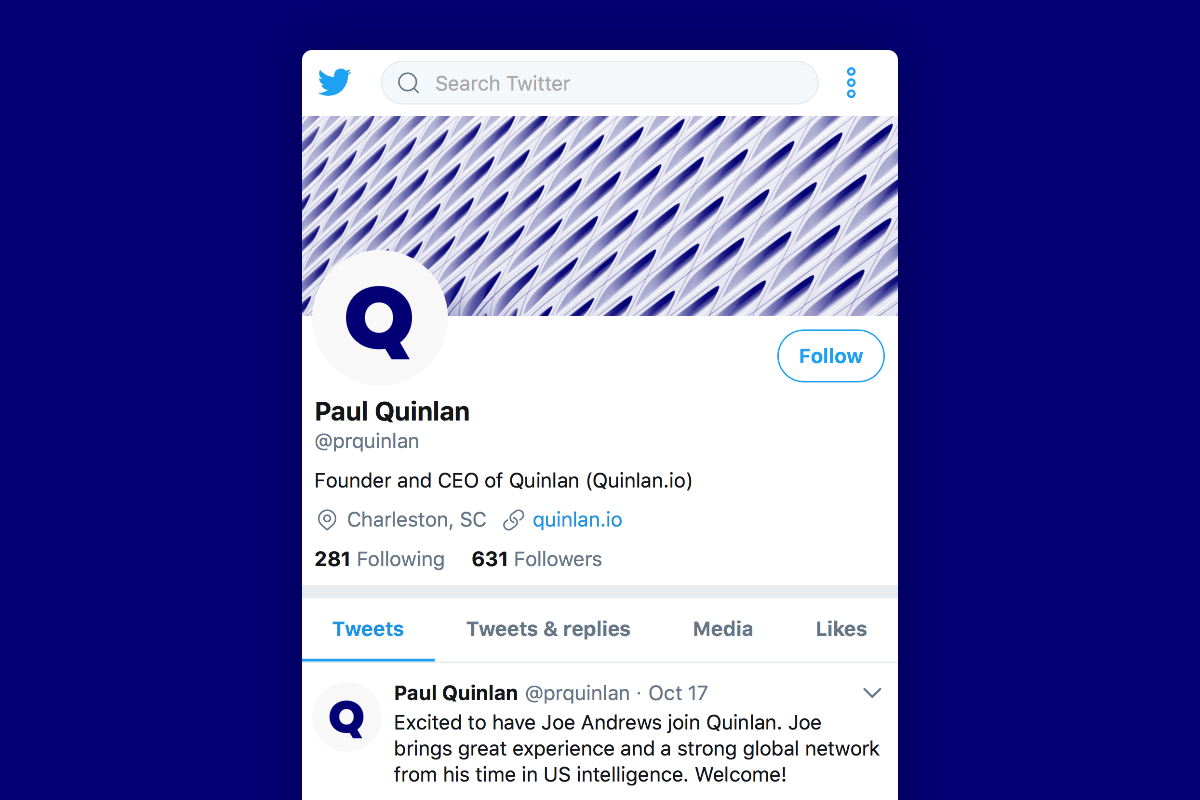 Search Twitter
Q
Follow
Paul Quinlan
@prquinlan
Founder and CEO of Quinlan (Quinlan.io)
Charleston, SC quinlan.io
281 Following 631 Followers
Tweets Tweets & replies Media Likes
Q
Paul Quinlan @prquinlan · Oct 17
Excited to have Joe Andrews join Quinlan. Joe
brings great experience and a strong global network
from his time in US intelligence. Welcome!